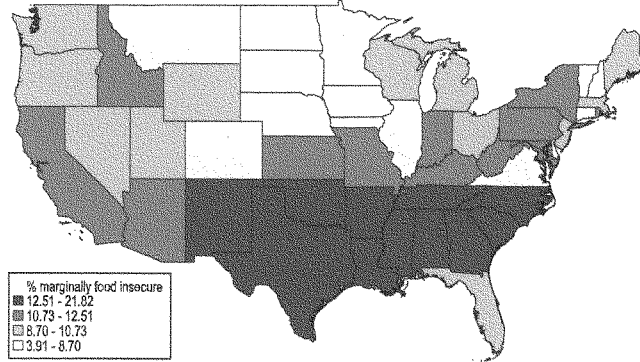 % marginally food insecure
12.51 - 21.82
10.73 - 12.51
8.70 - 10.73
3.91 - 8.70